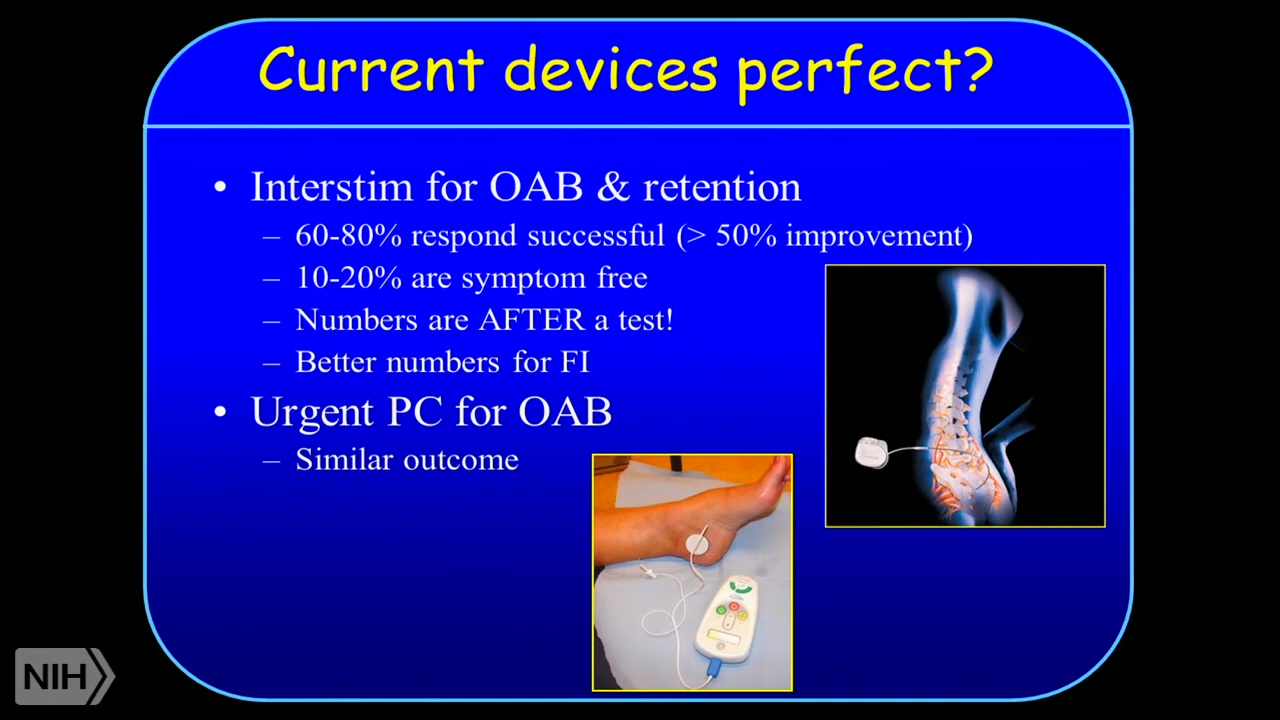 Current devices perfect?
• Interstim for OAB & retention
– 60-80% respond successful (> 50% improvement)
– 10-20% are symptom free
– Numbers are AFTER a test!
– Better numbers for FI
• Urgent PC for OAB
– Similar outcome
NIH